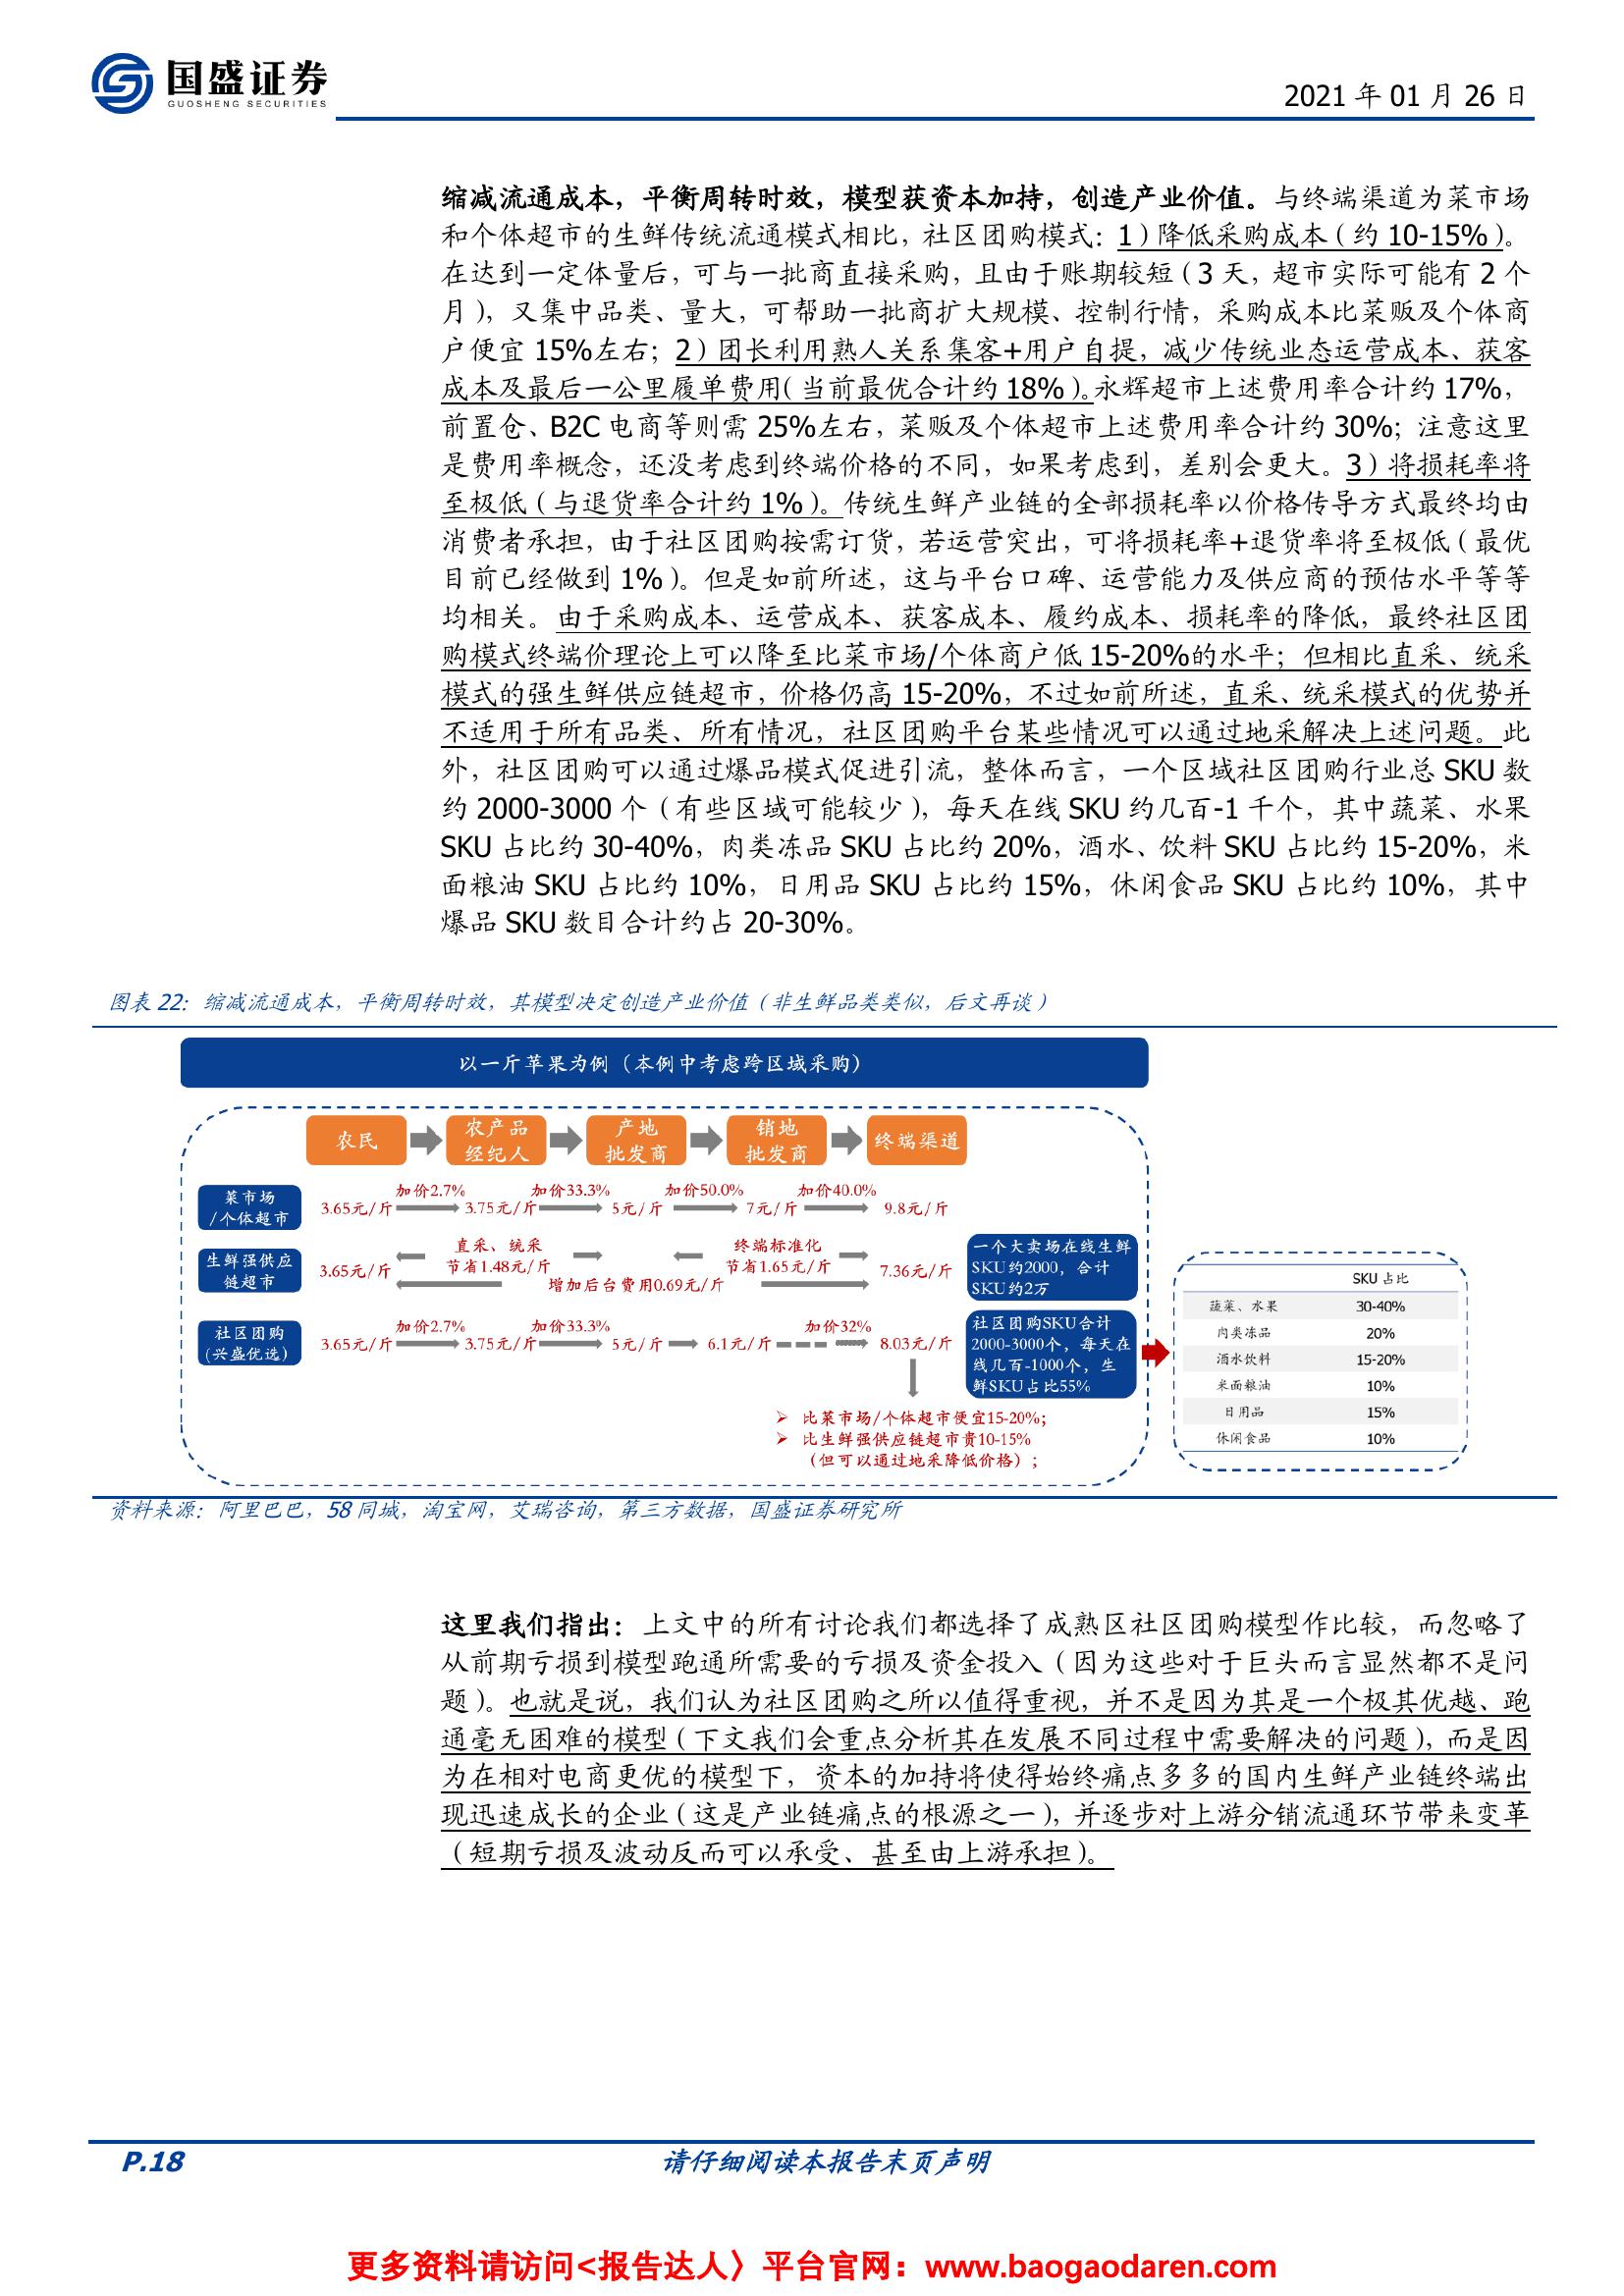 国盛证券
GUOSHENG SECURITIES
2021 年 01 月 26 日
缩减流通成本，平衡周转时效，模型获资本加持，创造产业价值。与终端渠道为菜市场
和个体超市的生鲜传统流通模式相比，社区团购模式：1）降低采购成本（约 10-15%）。
在达到一定体量后，可与一批商直接采购，且由于账期较短（3 天，超市实际可能有 2 个
月），又集中品类、量大，可帮助一批商扩大规模、控制行情，采购成本比菜贩及个体商
户便宜 15%左右；2）团长利用熟人关系集客+用户自提，减少传统业态运营成本、获客
成本及最后一公里履单费用（当前最优合计约 18%）。永辉超市上述费用率合计约 17%，
前置仓、B2C 电商等则需 25%左右，菜贩及个体超市上述费用率合计约 30%；注意这里
是费用率概念，还没考虑到终端价格的不同，如果考虑到，差别会更大。3）将损耗率将
至极低（与退货率合计约 1%）。传统生鲜产业链的全部损耗率以价格传导方式最终均由
消费者承担，由于社区团购按需订货，若运营突出，可将损耗率+退货率将至极低（最优
目前已经做到 1%）。但是如前所述，这与平台口碑、运营能力及供应商的预估水平等等
均相关。由于采购成本、运营成本、获客成本、履约成本、损耗率的降低，最终社区团
购模式终端价理论上可以降至比菜市场/个体商户低 15-20%的水平；但相比直采、统采
模式的强生鲜供应链超市，价格仍高 15-20%，不过如前所述，直采、统采模式的优势并
不适用于所有品类、所有情况，社区团购平台某些情况可以通过地采解决上述问题。此
外，社区团购可以通过爆品模式促进引流，整体而言，一个区域社区团购行业总 SKU 数
约 2000-3000 个（有些区域可能较少），每天在线 SKU 约几百-1 千个，其中蔬菜、水果
SKU 占比约 30-40%，肉类冻品 SKU 占比约 20%，酒水、饮料 SKU 占比约 15-20%，米
面粮油 SKU 占比约 10%，日用品 SKU 占比约 15%，休闲食品 SKU 占比约 10%，其中
爆品 SKU 数目合计约占 20-30%。
图表 22：缩减流通成本，平衡周转时效，其模型决定创造产业价值（非生鲜品类类似，后文再谈）
以一斤苹果为例（本例中考虑跨区域采购）
农民 农产品经纪人 产地批发商 销地批发商 终端渠道
加价2.7% 加价33.3% 加价50.0% 加价40.0%
菜市场/个体超市 3.65元/斤 3.75元/斤 5元/斤 7元/斤 9.8元/斤
直采、统采 终端标准化
节省1.48元/斤 节省1.65元/斤
生鲜强供应链超市 3.65元/斤 7.36元/斤
增加后台费用0.69元/斤
一个大卖场在线生鲜
SKU约2000，合计
SKU约2万
加价2.7% 加价33.3% 加价32%
社区团购
(兴盛优选) 3.65元/斤 3.75元/斤 5元/斤 6.1元/斤 8.03元/斤
社区团购SKU合计
2000-3000个，每天在
线几百-1000个，生
鲜SKU占比55%
比菜市场/个体超市便宜15-20%；
比生鲜强供应链超市贵10-15%
（但可以通过地采降低价格）；
SKU 占比
蔬菜、水果 30-40%
肉类冻品 20%
酒水饮料 15-20%
米面粮油 10%
日用品 15%
休闲食品 10%
资料来源：阿里巴巴，58 同城，淘宝网，艾瑞咨询，第三方数据，国盛证券研究所
这里我们指出：上文中的所有讨论我们都选择了成熟区社区团购模型作比较，而忽略了
从前期亏损到模型跑通所需要的亏损及资金投入（因为这些对于巨头而言显然都不是问
题）。也就是说，我们认为社区团购之所以值得重视，并不是因为其是一个极其优越、跑
通毫无困难的模型（下文我们会重点分析其在发展不同过程中需要解决的问题），而是因
为在相对电商更优的模型下，资本的加持将使得始终痛点多多的国内生鲜产业链终端出
现迅速成长的企业（这是产业链痛点的根源之一），并逐步对上游分销流通环节带来变革
（短期亏损及波动反而可以承受、甚至由上游承担）。
P.18
请仔细阅读本报告末页声明
更多资料请访问<报告达人〉平台官网：www.baogaodaren.com